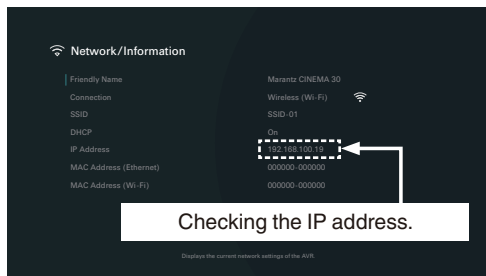 Network/Information
Friendly Name Marantz CINEMA 30
Connection Wireless (Wi-Fi)
SSID SSID-01
DHCP On
IP Address 192.168.100.19
MAC Address (Ethernet) 000000-000000
MAC Address (Wi-Fi) 000000-000000
Checking the IP address.
Displays the current network settings of the AVR.